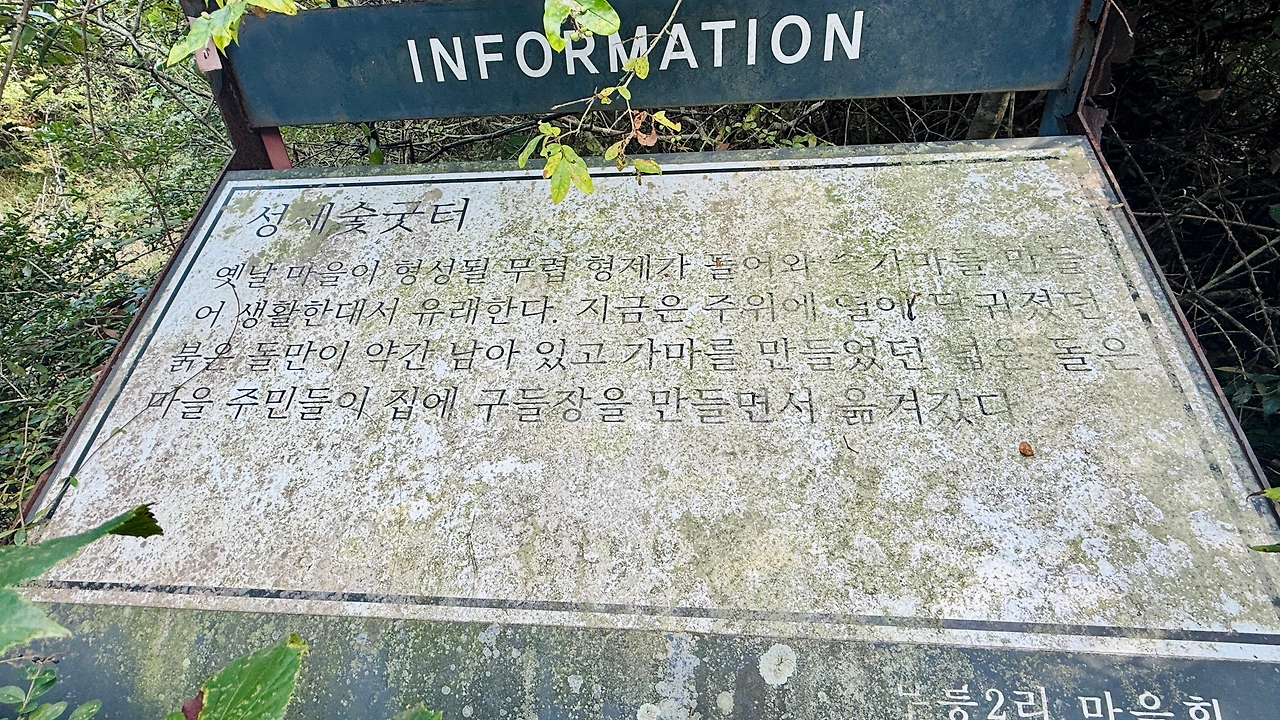 INFORMATION
성세숯굿터
옛날 마을이 형성될 무렵 형제가 들어와 숯가마를 만들
어 생활한대서 유래한다. 지금은 주위에 열에 달궈졌던
붉은 돌만이 약간 남아 있고 가마를 만들었던 넓은 돌은
마을 주민들이 집에 구들장을 만들면서 옮겨갔다
마을회